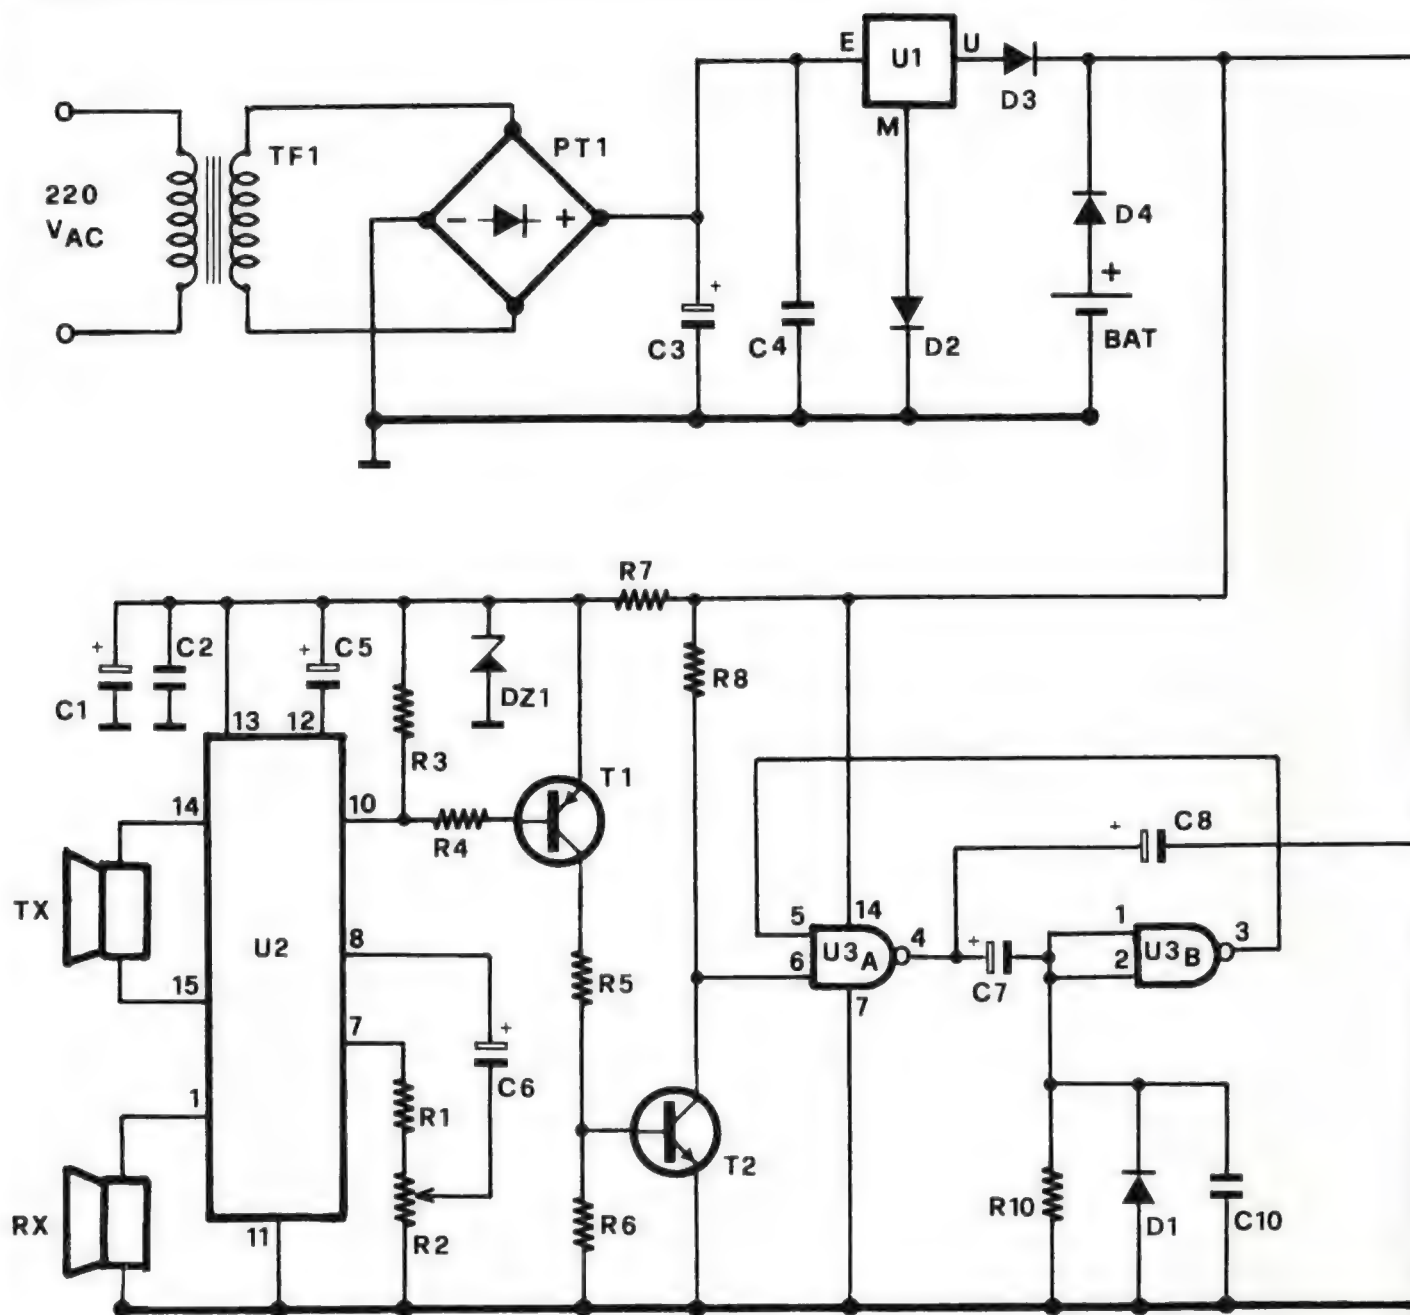 E
U1
U
D3
M
TF1
PT1
220
VAC
- +
D4
+
BAT
+
C3
C4
D2
R7
+
C2
+
C5
R8
C1
DZ1
13
12
R3
T1
14
10
R4
+
C8
TX
U2
8
5
14
1
3
U3A
4
+
U3B
6
2
C7
15
R5
7
7
+
C6
1
R1
T2
RX
R10
D1
C10
11
R2
R6